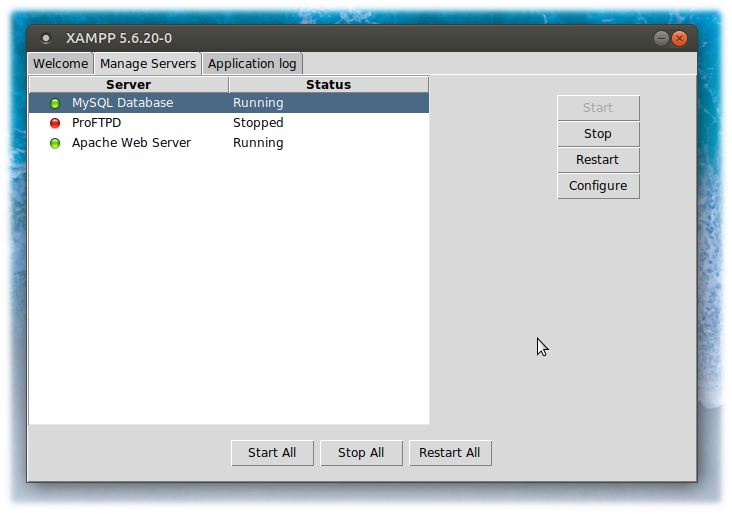 XAMPP 5.6.20-0
Welcome Manage Servers Application log
Server Status
MySQL Database Running
ProFTPD Stopped
Apache Web Server Running
Start
Stop
Restart
Configure
Start All Stop All Restart All